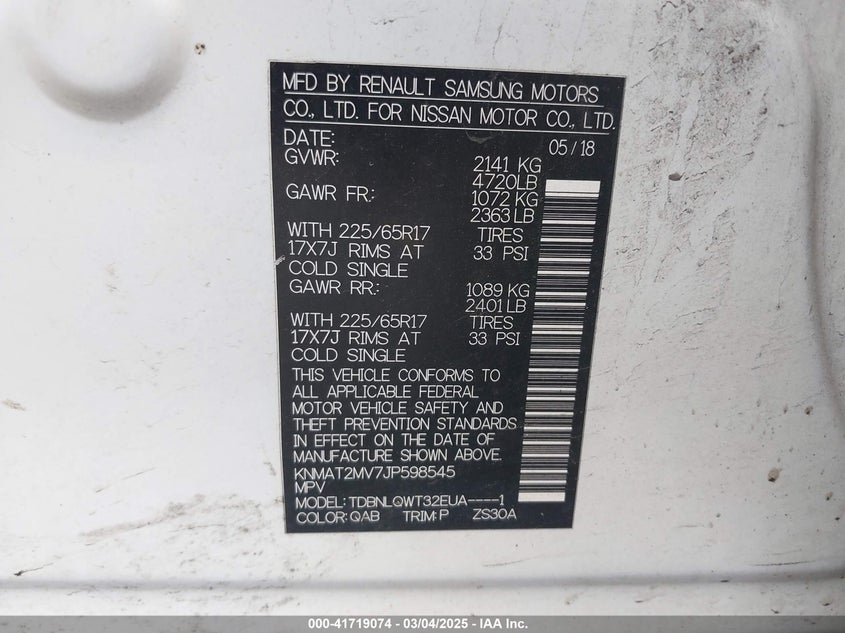 MFD BY RENAULT SAMSUNG MOTORS
CO., LTD. FOR NISSAN MOTOR CO., LTD.
DATE: 05/18
GVWR: 2141 KG
4720LB
GAWR FR.: 1072 KG
2363 LB
WITH 225/65R17 TIRES
17X7J RIMS AT 33 PSI
COLD SINGLE
GAWR RR.: 1089 KG
2401 LB
WITH 225/65R17 TIRES
17X7J RIMS AT 33 PSI
COLD SINGLE
THIS VEHICLE CONFORMS TO
ALL APPLICABLE FEDERAL
MOTOR VEHICLE SAFETY AND
THEFT PREVENTION STANDARDS
IN EFFECT ON THE DATE OF
MANUFACTURE SHOWN ABOVE.
KNMAT2MV7JP598545
MPV
MODEL: TDBNLQWT32EUA----1
COLOR: QAB TRIM: P ZS30A
000-41719074 - 03/04/2025 - IAA Inc.